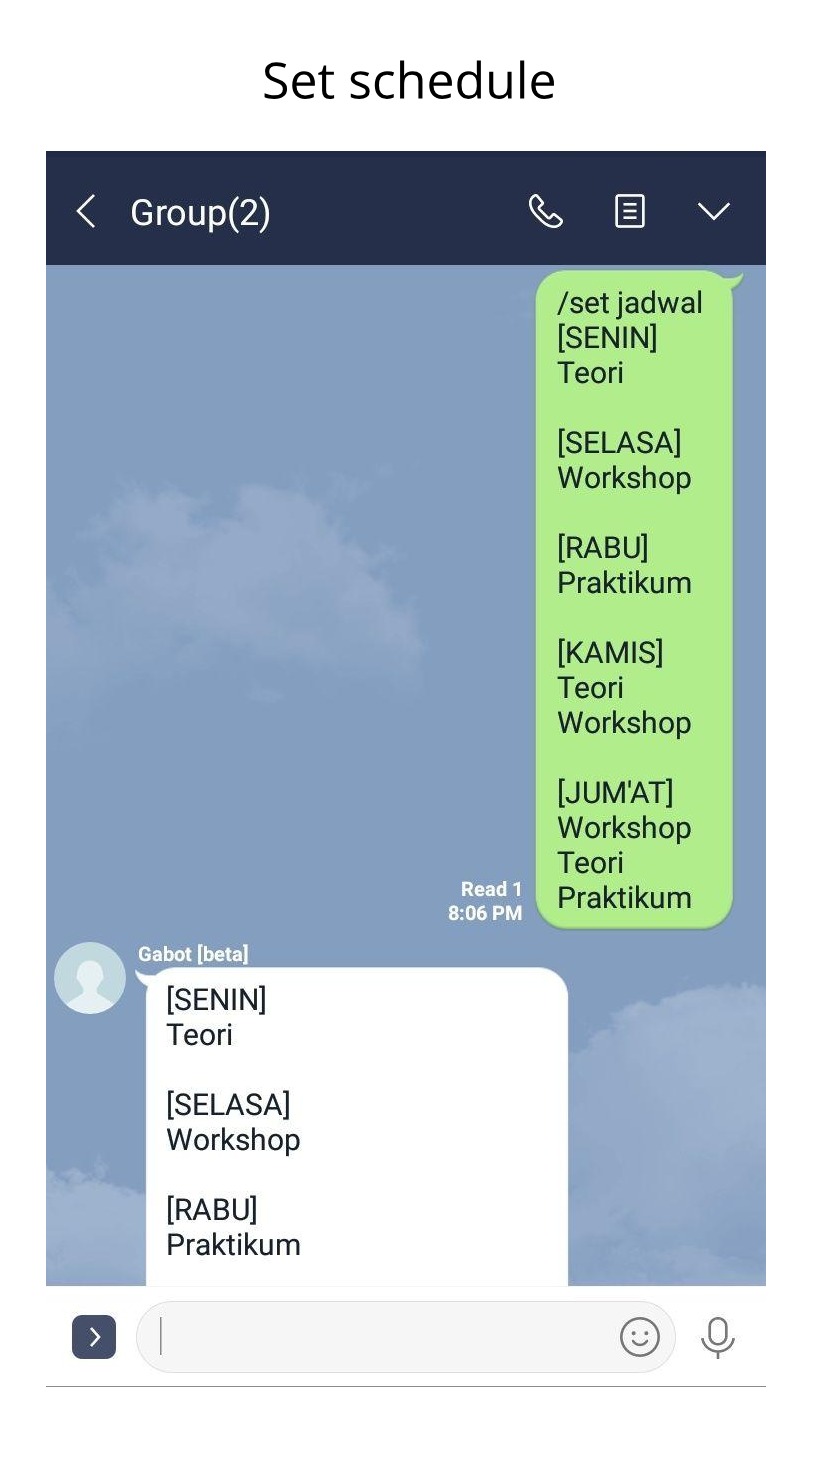 Set schedule
Group(2)
/set jadwal
[SENIN]
Teori
[SELASA]
Workshop
[RABU]
Praktikum
[KAMIS]
Teori
Workshop
[JUM'AT]
Workshop
Teori
Praktikum
Read 1
8:06 PM
Gabot [beta]
[SENIN]
Teori
[SELASA]
Workshop
[RABU]
Praktikum